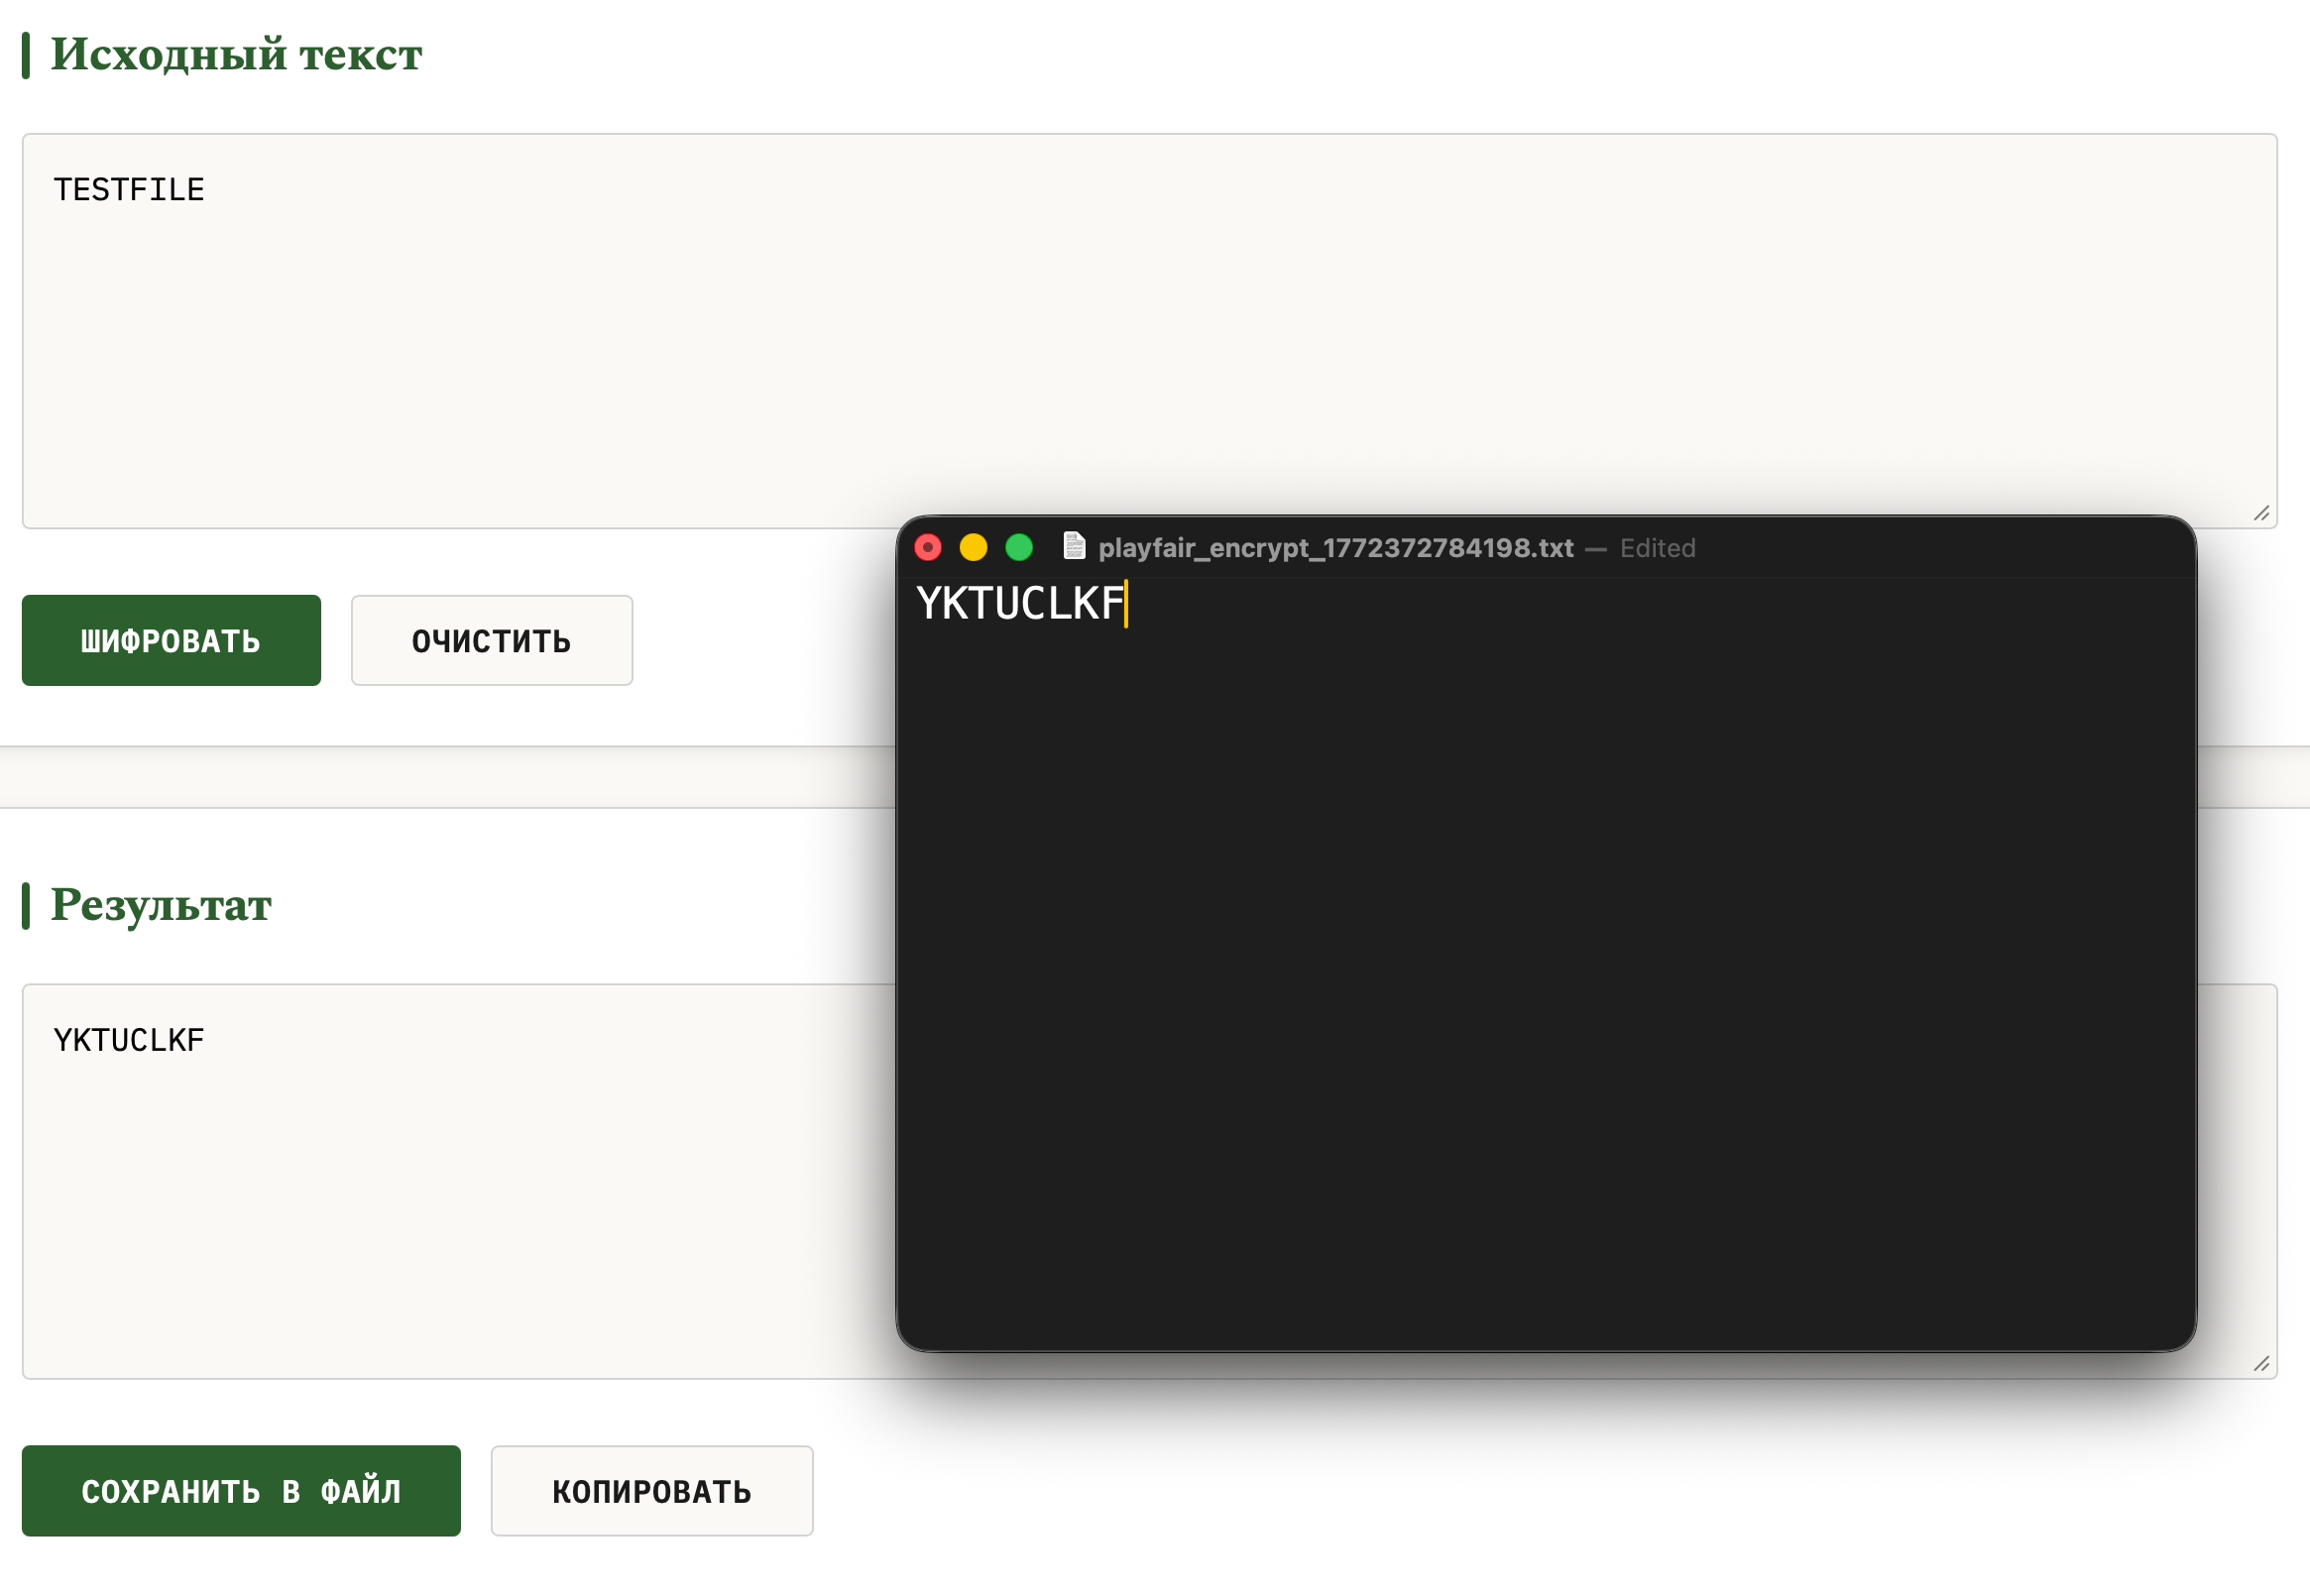 Исходный текст
TESTFILE
ШИФРОВАТЬ
ОЧИСТИТЬ
playfair_encrypt_1772372784198.txt — Edited
YKTUCLKF
Результат
YKTUCLKF
СОХРАНИТЬ В ФАЙЛ
КОПИРОВАТЬ